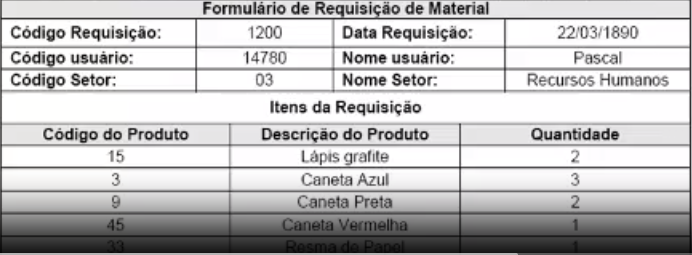 Formulário de Requisição de Material
Código Requisição: 1200 Data Requisição: 22/03/1890
Código usuário: 14780 Nome usuário: Pascal
Código Setor: 03 Nome Setor: Recursos Humanos
Itens da Requisição
Código do Produto Descrição do Produto Quantidade
15 Lápis grafite 2
3 Caneta Azul 3
9 Caneta Preta 2
45 Caneta Vermelha 1
33 Resma de Papel 1